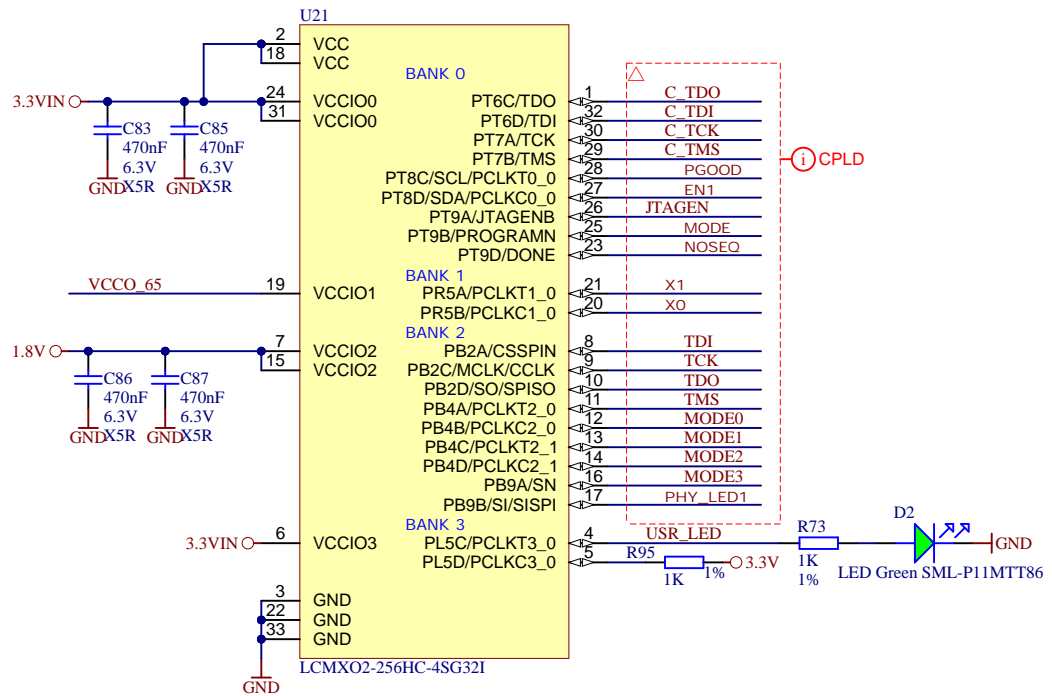 U21
2 VCC
18 VCC
BANK 0
3.3VIN 24 VCCIO0 PT6C/TDO 1 C_TDO
31 VCCIO0 PT6D/TDI 32 C_TDI
C83 C85 PT7A/TCK 30 C_TCK
470nF 470nF PT7B/TMS 29 C_TMS
6.3V 6.3V PT8C/SCL/PCLKT0_0 28 PGOOD
i CPLD
GND X5R GND X5R PT8D/SDA/PCLKC0_0 27 EN1
PT9A/JTAGENB 26 JTAGEN
PT9B/PROGRAMN 25 MODE
PT9D/DONE 23 NOSEQ
BANK 1
VCCO_65 19 VCCIO1 PR5A/PCLKT1_0 21 X1
PR5B/PCLKC1_0 20 X0
BANK 2
1.8V 7 VCCIO2 PB2A/CSSPIN 8 TDI
15 VCCIO2 PB2C/MCLK/CCLK 9 TCK
C86 C87 PB2D/SO/SPISO 10 TDO
470nF 470nF PB4A/PCLKT2_0 11 TMS
6.3V 6.3V PB4B/PCLKC2_0 12 MODE0
GND X5R GND X5R PB4C/PCLKT2_1 13 MODE1
PB4D/PCLKC2_1 14 MODE2
PB9A/SN 16 MODE3
PB9B/SI/SISPI 17 PHY_LED1
BANK 3
3.3VIN 6 VCCIO3 PL5C/PCLKT3_0 4 USR_LED R73 D2 GND
1K
1%
LED Green SML-P11MTT86
PL5D/PCLKC3_0 5 R95 3.3V
1K 1%
3 GND
22 GND
33 GND
GND
LCMXO2-256HC-4SG32I